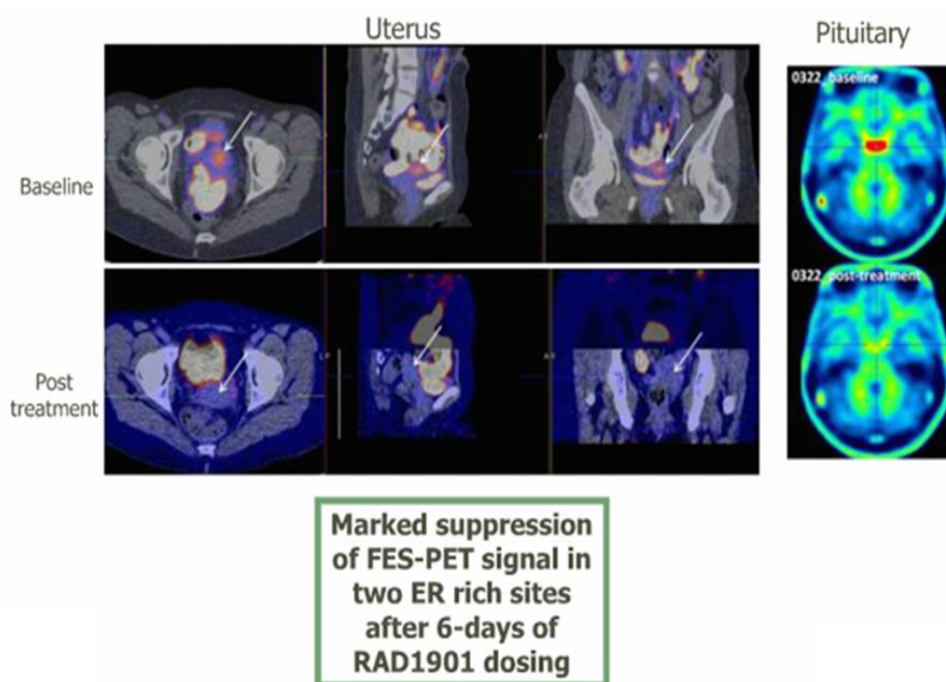 Uterus
Pituitary
Baseline
0322_baseline
Post
treatment
0322_post-treatment
Marked suppression
of FES-PET signal in
two ER rich sites
after 6-days of
RAD1901 dosing